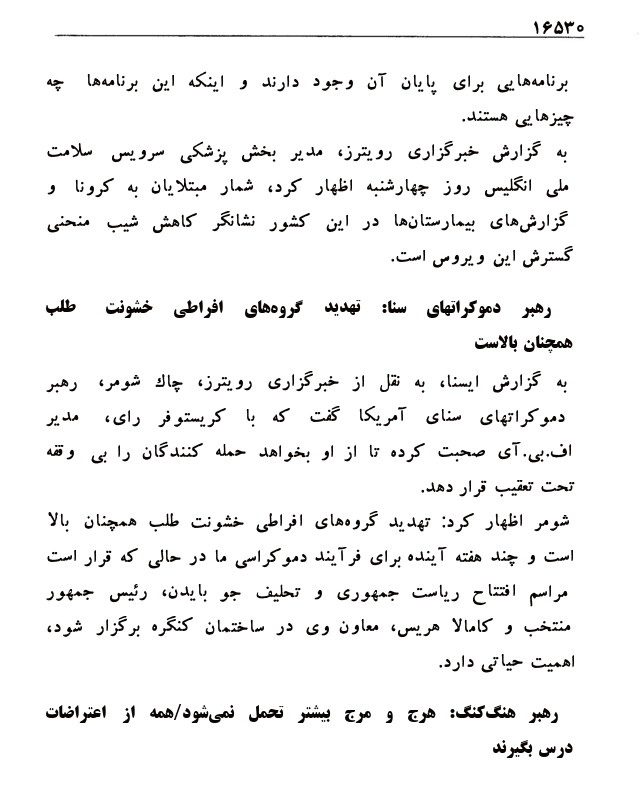 ۱۶۵۳۰
برنامه‌هایی برای پایان آن وجود دارند و اینکه این برنامه‌ها چه
چیزهایی هستند.
به گزارش خبرگزاری رویترز، مدیر بخش پزشکی سرویس سلامت
ملی انگلیس روز چهارشنبه اظهار کرد، شمار مبتلایان به کرونا و
گزارش‌های بیمارستان‌ها در این کشور نشانگر کاهش شیب منحنی
گسترش این ویروس است.
رهبر دموکراتهای سنا: تهدید گروه‌های افراطی خشونت طلب
همچنان بالاست
به گزارش ایسنا، به نقل از خبرگزاری رویترز، چاك شومر، رهبر
دموکراتهای سنای آمریکا گفت که با کریستوفر رای، مدیر
اف.بی.آی صحبت کرده تا از او بخواهد حمله کنندگان را بی وقفه
تحت تعقیب قرار دهد.
شومر اظهار کرد: تهدید گروه‌های افراطی خشونت طلب همچنان بالا
است و چند هفته آینده برای فرآیند دموکراسی ما در حالی که قرار است
مراسم افتتاح ریاست جمهوری و تحلیف جو بایدن، رئیس جمهور
منتخب و کامالا هریس، معاون وی در ساختمان کنگره برگزار شود،
اهمیت حیاتی دارد.
رهبر هنگ‌کنگ: هرج و مرج بیشتر تحمل نمی‌شود/همه از اعتراضات
درس بگیرند